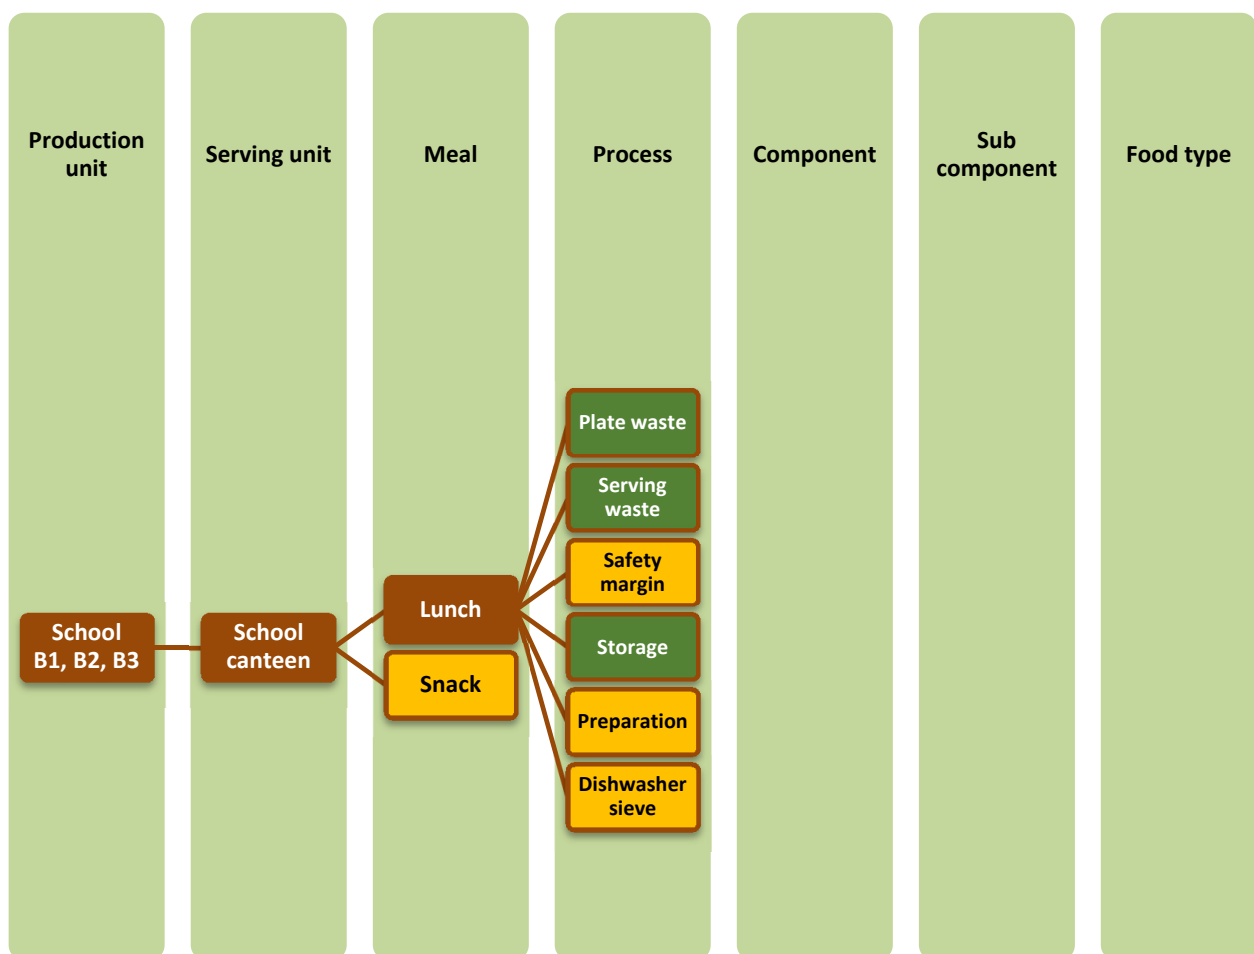 Production
unit
Serving unit
Meal
Process
Component
Sub
component
Food type
School
B1, B2, B3
School
canteen
Lunch
Snack
Plate waste
Serving
waste
Safety
margin
Storage
Preparation
Dishwasher
sieve